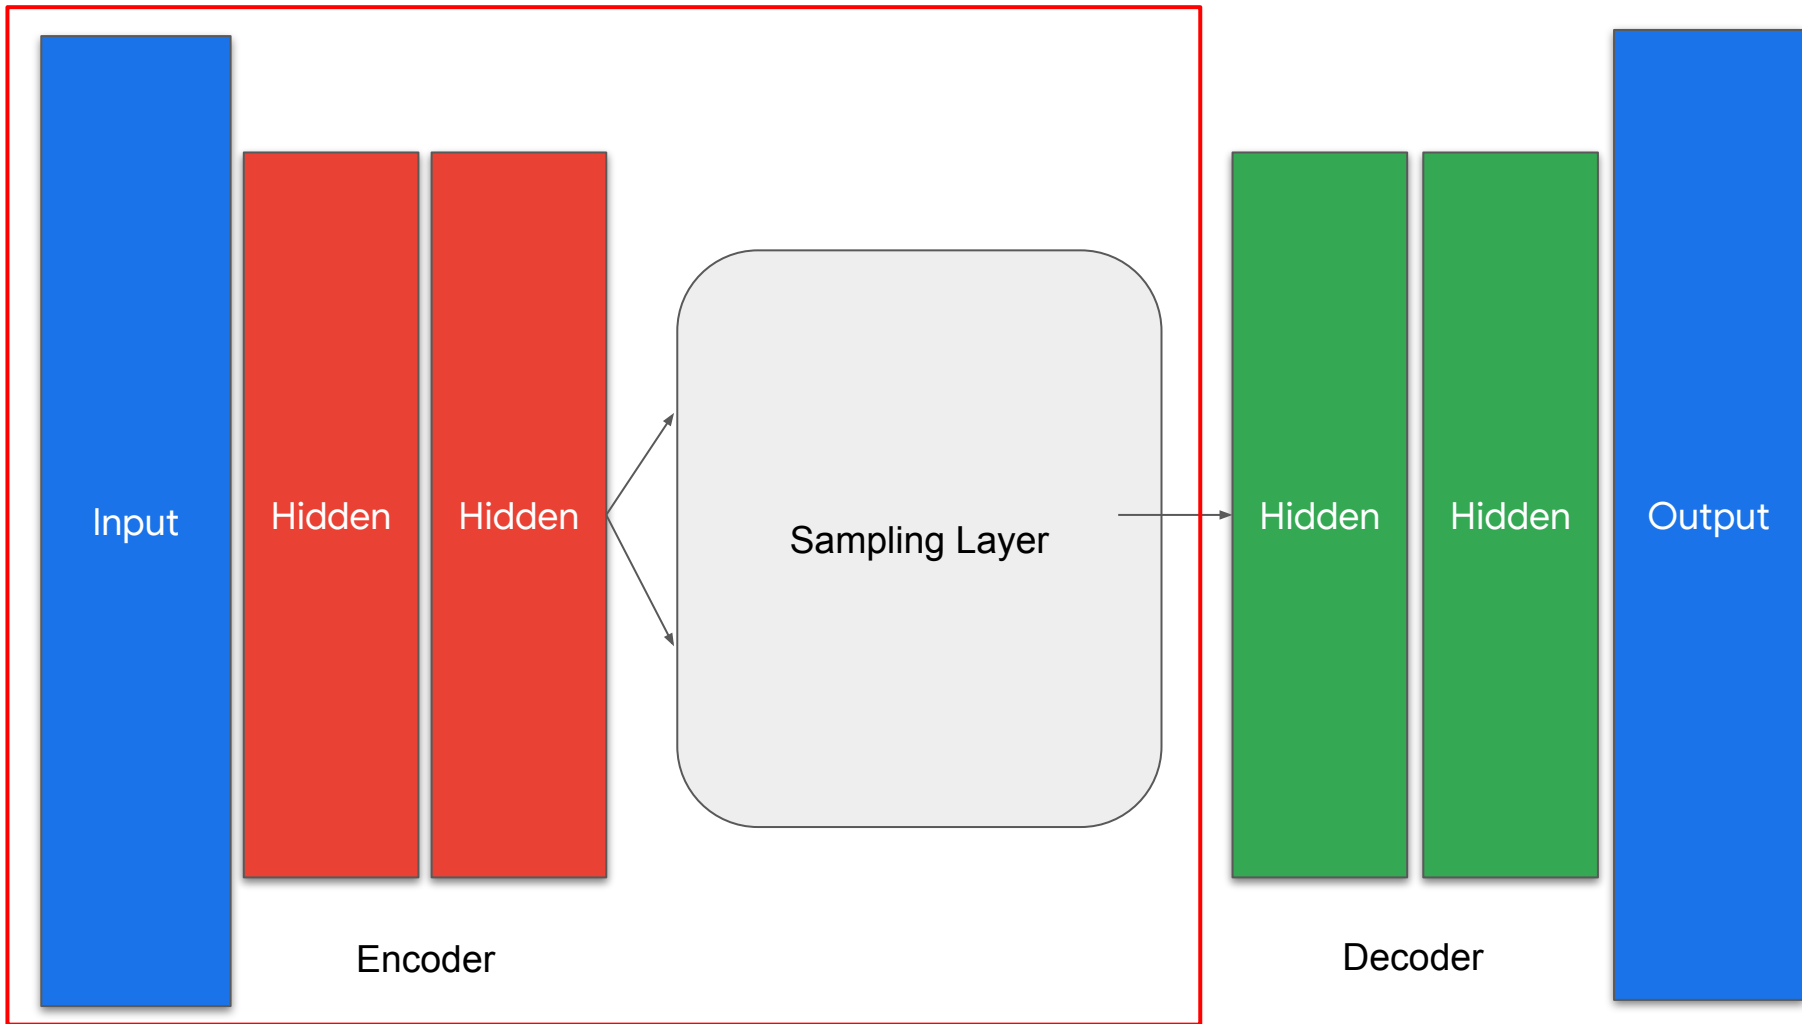 Input
Hidden
Hidden
Sampling Layer
Hidden
Hidden
Output
Encoder
Decoder